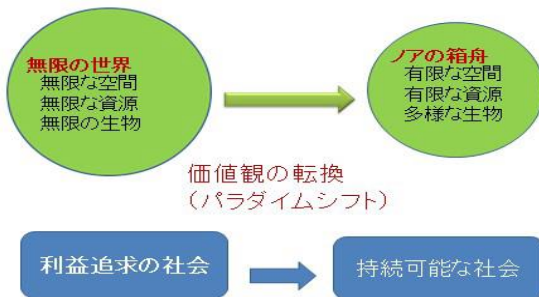 無限の世界
無限な空間
無限な資源
無限の生物
ノアの箱舟
有限な空間
有限な資源
多様な生物
価値観の転換
（パラダイムシフト）
利益追求の社会
持続可能な社会